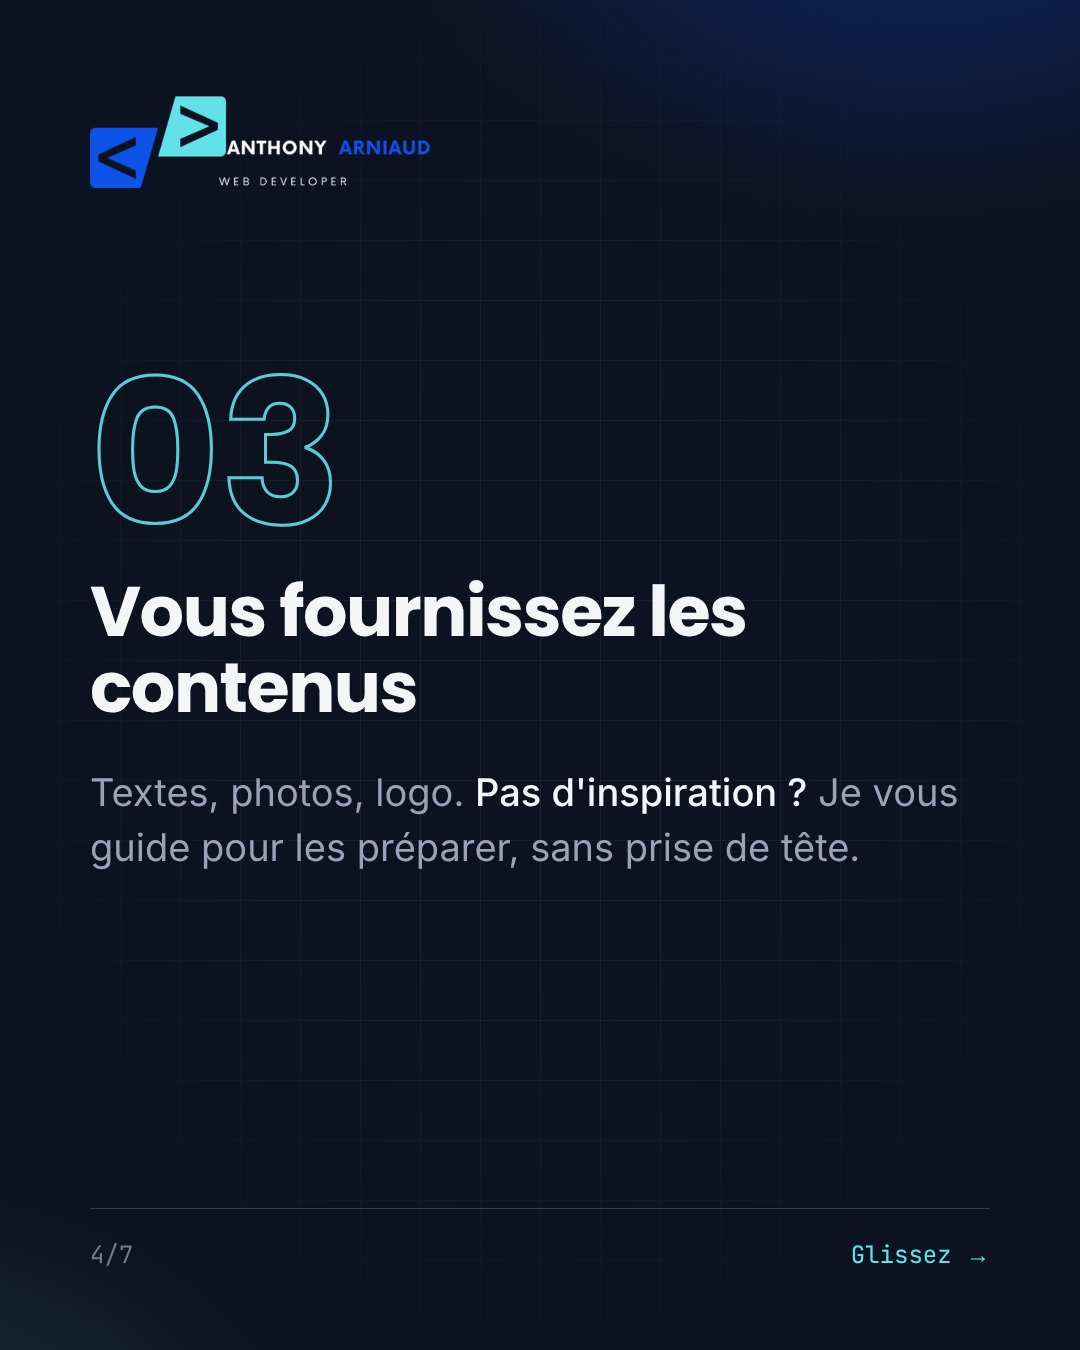 < >
ANTHONY ARNIAUD
WEB DEVELOPER
03
Vous fournissez les
contenus
Textes, photos, logo. Pas d'inspiration ? Je vous
guide pour les préparer, sans prise de tête.
4/7
Glissez →